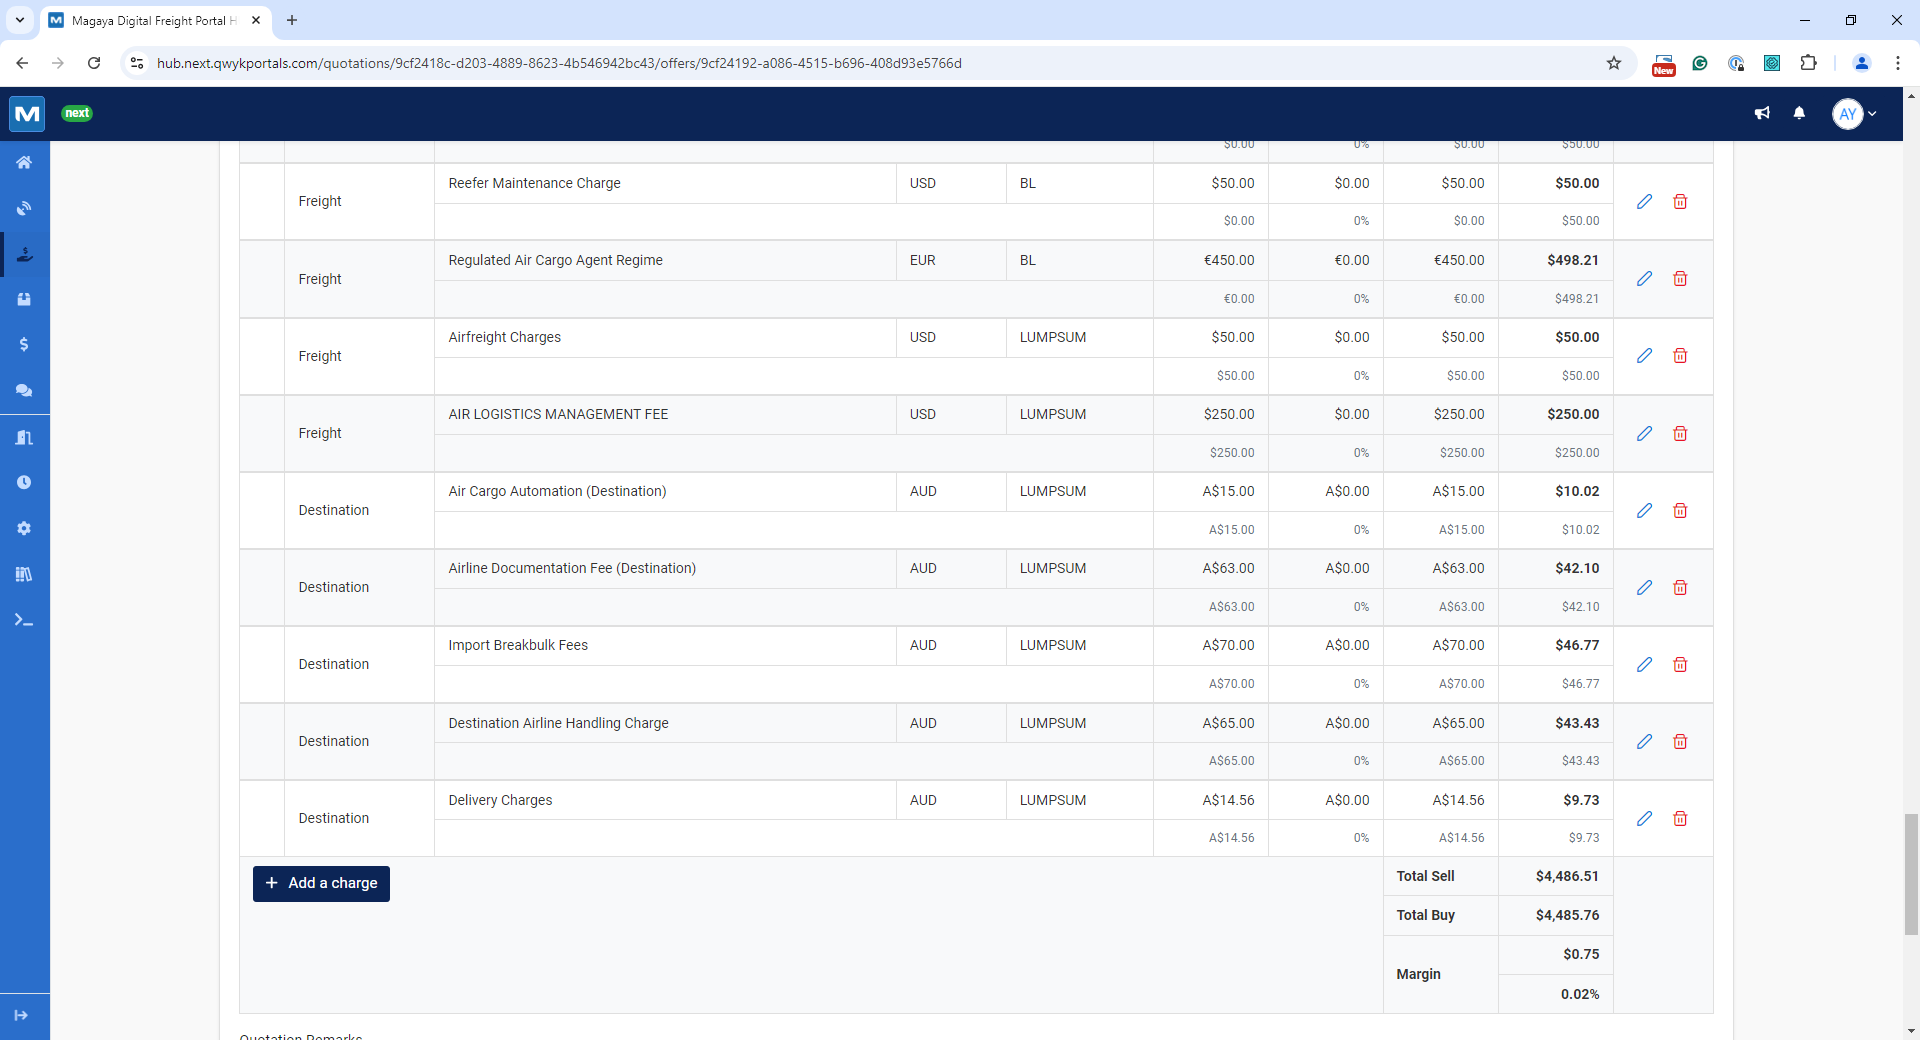 Magaya Digital Freight Portal H
hub.next.qwykportals.com/quotations/9cf2418c-d203-4889-8623-4b546942bc43/offers/9cf24192-a086-4515-b696-408d93e5766d
New
next
AY
$0.00 0% $0.00 $50.00
Freight Reefer Maintenance Charge USD BL $50.00 $0.00 $50.00 $50.00
$0.00 0% $0.00 $50.00
Freight Regulated Air Cargo Agent Regime EUR BL €450.00 €0.00 €450.00 $498.21
€0.00 0% €0.00 $498.21
Freight Airfreight Charges USD LUMPSUM $50.00 $0.00 $50.00 $50.00
$50.00 0% $50.00 $50.00
Freight AIR LOGISTICS MANAGEMENT FEE USD LUMPSUM $250.00 $0.00 $250.00 $250.00
$250.00 0% $250.00 $250.00
Destination Air Cargo Automation (Destination) AUD LUMPSUM A$15.00 A$0.00 A$15.00 $10.02
A$15.00 0% A$15.00 $10.02
Destination Airline Documentation Fee (Destination) AUD LUMPSUM A$63.00 A$0.00 A$63.00 $42.10
A$63.00 0% A$63.00 $42.10
Destination Import Breakbulk Fees AUD LUMPSUM A$70.00 A$0.00 A$70.00 $46.77
A$70.00 0% A$70.00 $46.77
Destination Destination Airline Handling Charge AUD LUMPSUM A$65.00 A$0.00 A$65.00 $43.43
A$65.00 0% A$65.00 $43.43
Destination Delivery Charges AUD LUMPSUM A$14.56 A$0.00 A$14.56 $9.73
A$14.56 0% A$14.56 $9.73
+ Add a charge
Total Sell $4,486.51
Total Buy $4,485.76
Margin $0.75
0.02%
Quotation Remarks